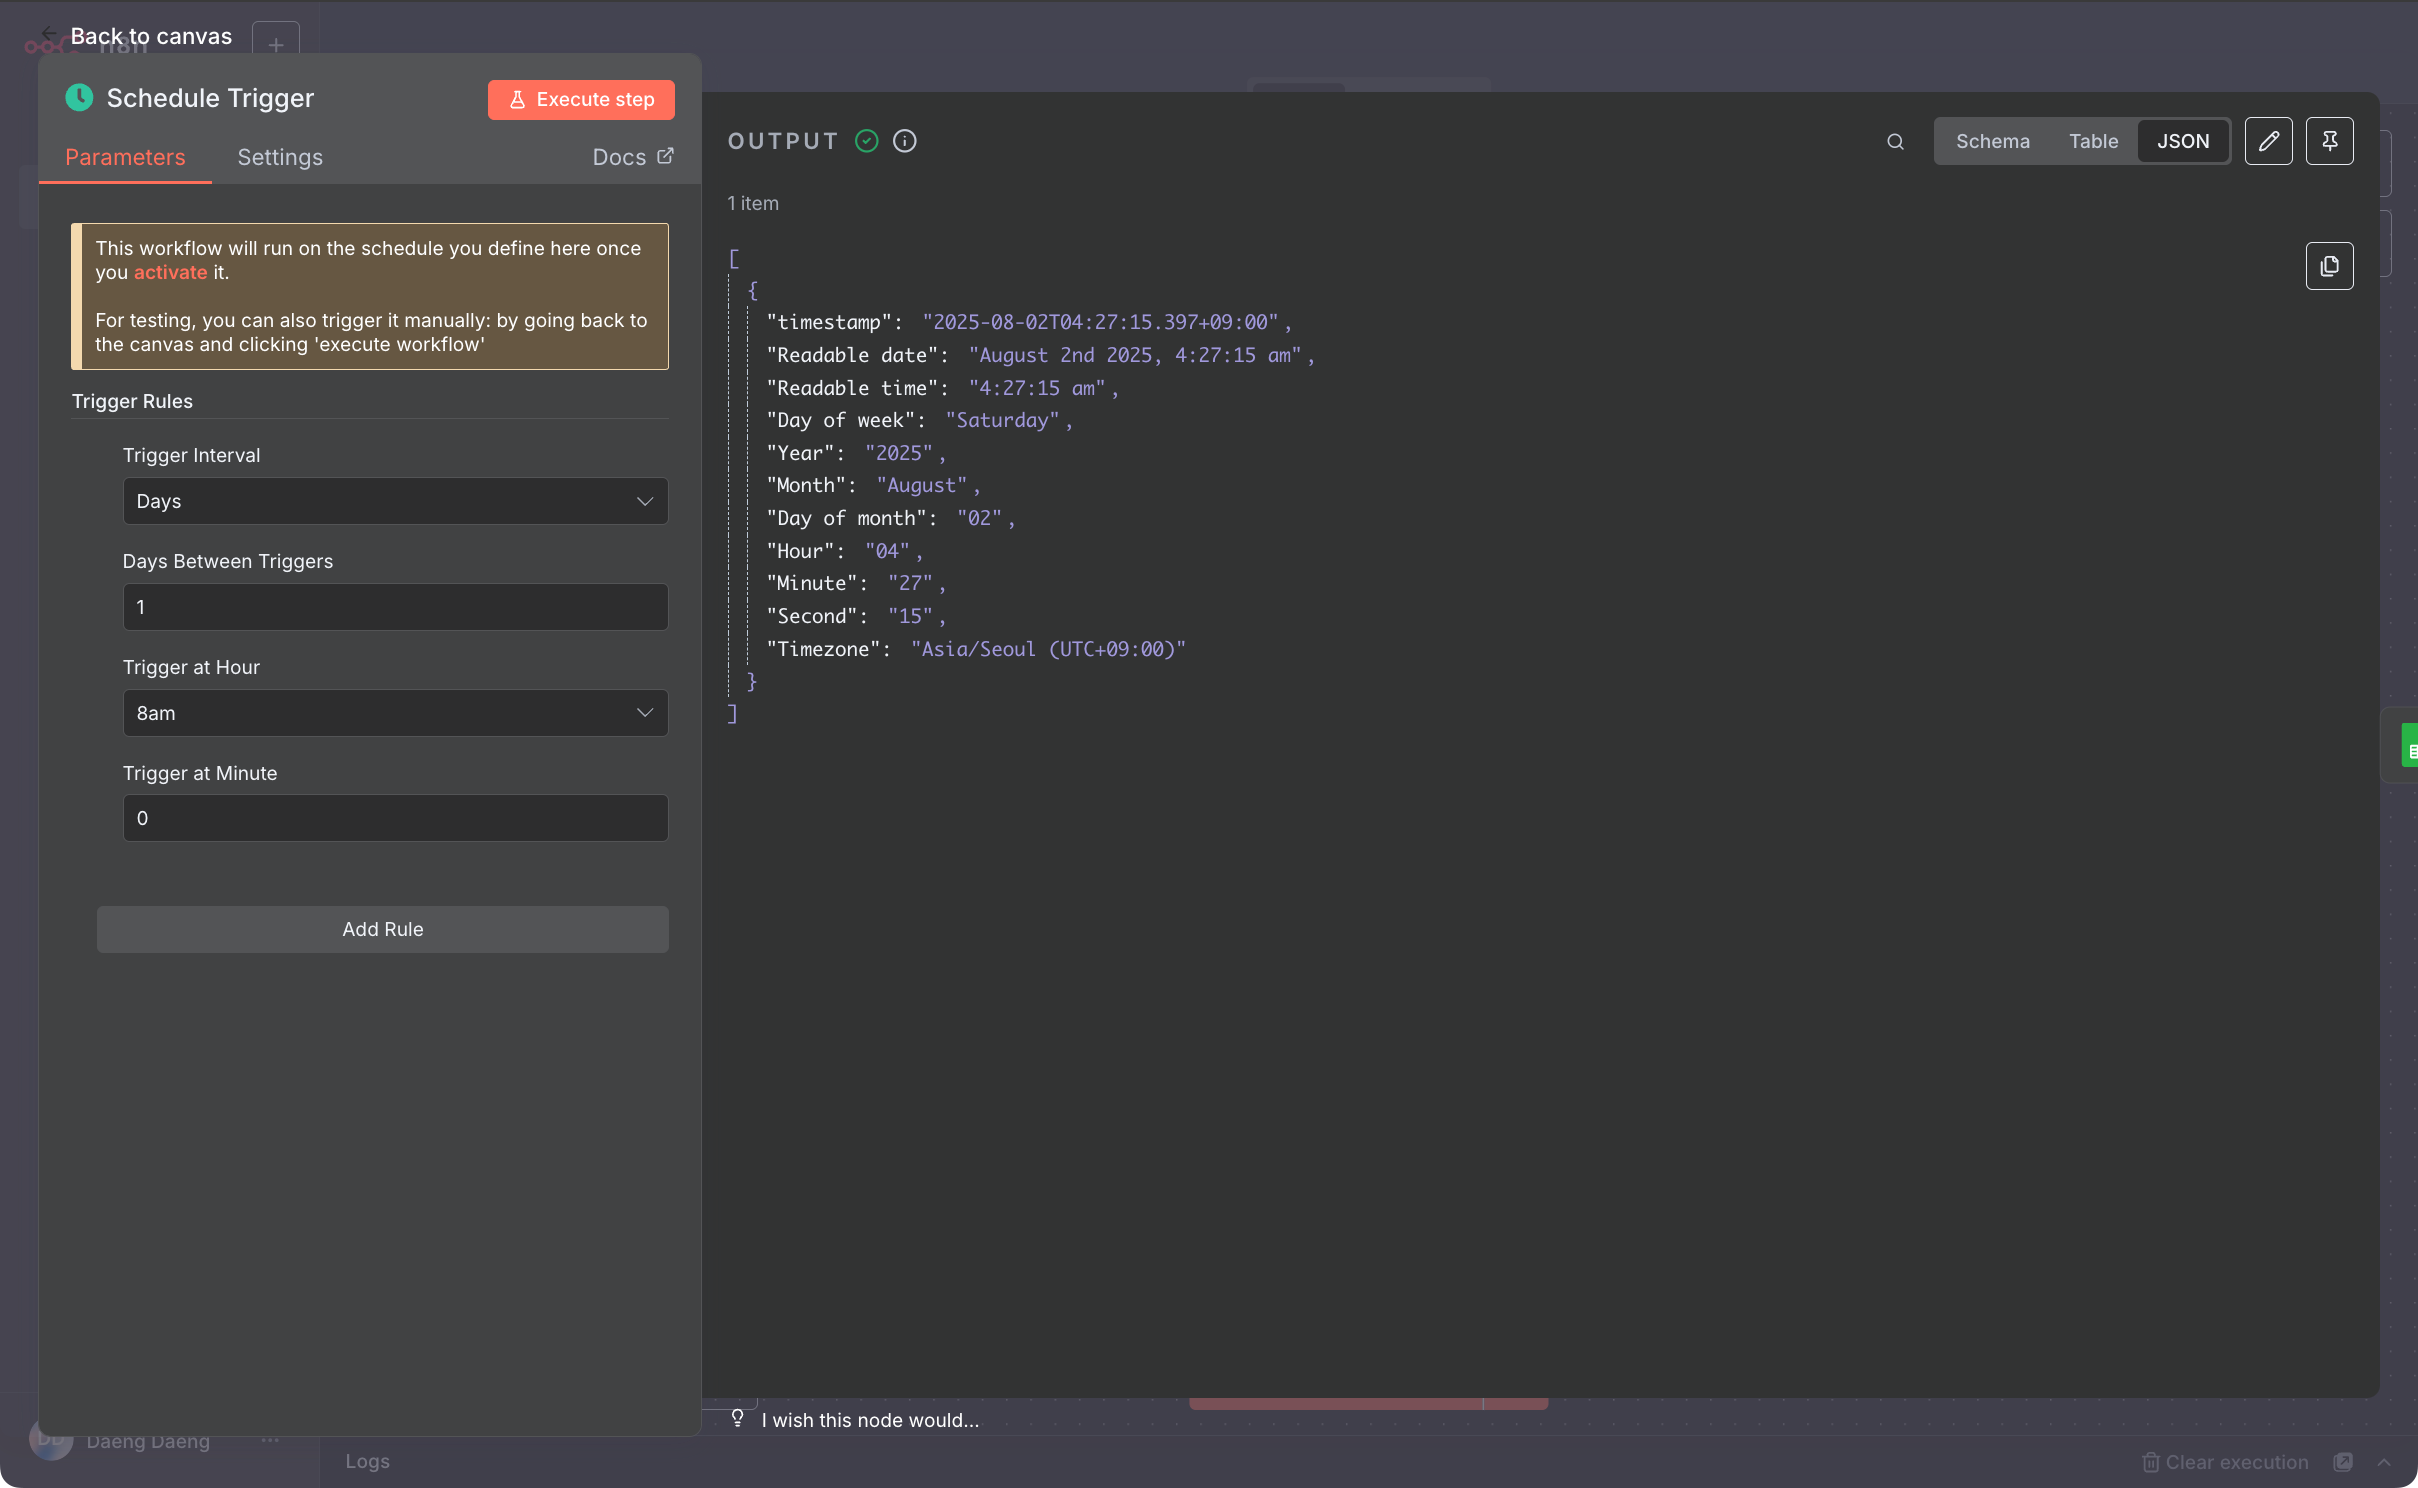 Back to canvas
n8n
Schedule Trigger
Execute step
Parameters
Settings
Docs
This workflow will run on the schedule you define here once
you activate it.
For testing, you can also trigger it manually: by going back to
the canvas and clicking 'execute workflow'
Trigger Rules
Trigger Interval
Days
Days Between Triggers
1
Trigger at Hour
8am
Trigger at Minute
0
Add Rule
OUTPUT
Schema
Table
JSON
1 item
[
{
"timestamp": "2025-08-02T04:27:15.397+09:00",
"Readable date": "August 2nd 2025, 4:27:15 am",
"Readable time": "4:27:15 am",
"Day of week": "Saturday",
"Year": "2025",
"Month": "August",
"Day of month": "02",
"Hour": "04",
"Minute": "27",
"Second": "15",
"Timezone": "Asia/Seoul (UTC+09:00)"
}
]
I wish this node would...
DD
Daeng Daeng
Logs
Clear execution